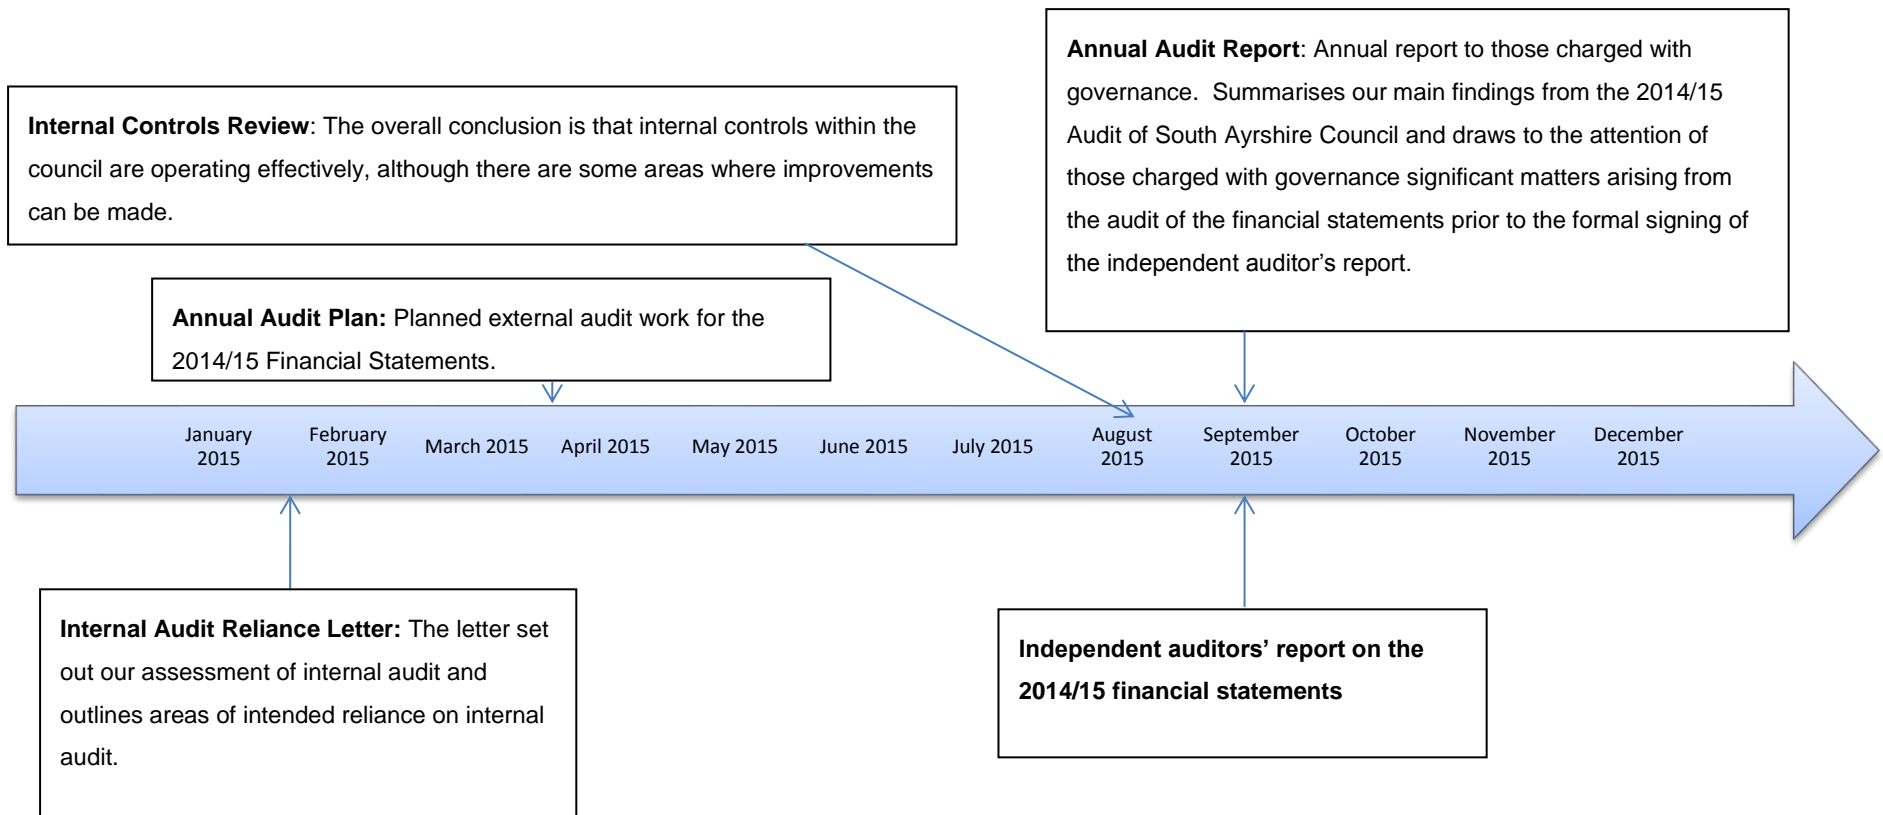 Annual Audit Report: Annual report to those charged with
governance.  Summarises our main findings from the 2014/15
Audit of South Ayrshire Council and draws to the attention of
those charged with governance significant matters arising from
the audit of the financial statements prior to the formal signing of
the independent auditor’s report.
Internal Controls Review: The overall conclusion is that internal controls within the
council are operating effectively, although there are some areas where improvements
can be made.
Annual Audit Plan: Planned external audit work for the
2014/15 Financial Statements.
January
2015
February
2015
March 2015
April 2015
May 2015
June 2015
July 2015
August
2015
September
2015
October
2015
November
2015
December
2015
Internal Audit Reliance Letter: The letter set
out our assessment of internal audit and
outlines areas of intended reliance on internal
audit.
Independent auditors’ report on the
2014/15 financial statements